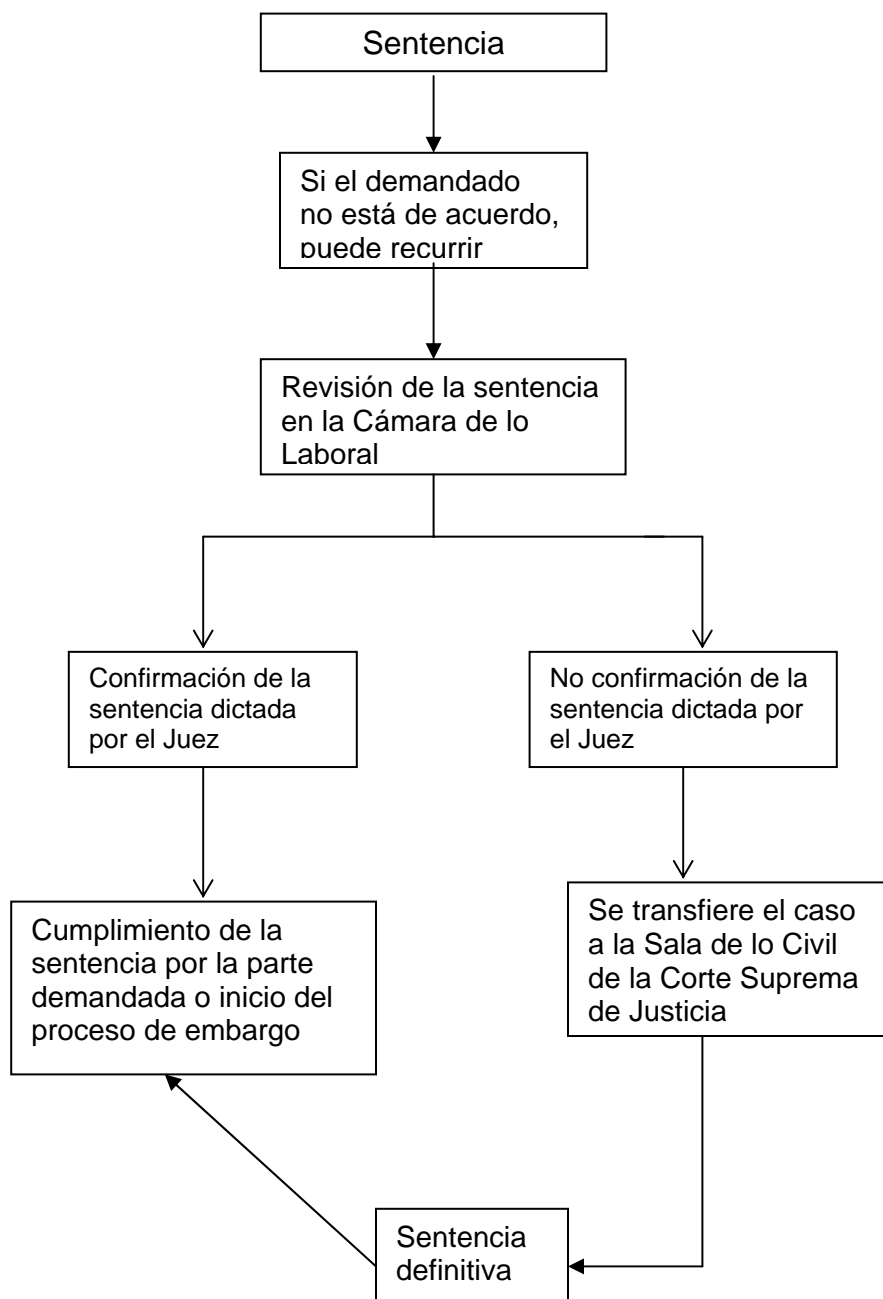 Sentencia
Si el demandado
no está de acuerdo,
puede recurrir
Revisión de la sentencia
en la Cámara de lo
Laboral
Confirmación de la
sentencia dictada
por el Juez
No confirmación de la
sentencia dictada por
el Juez
Cumplimiento de la
sentencia por la parte
demandada o inicio del
proceso de embargo
Se transfiere el caso
a la Sala de lo Civil
de la Corte Suprema
de Justicia
Sentencia
definitiva